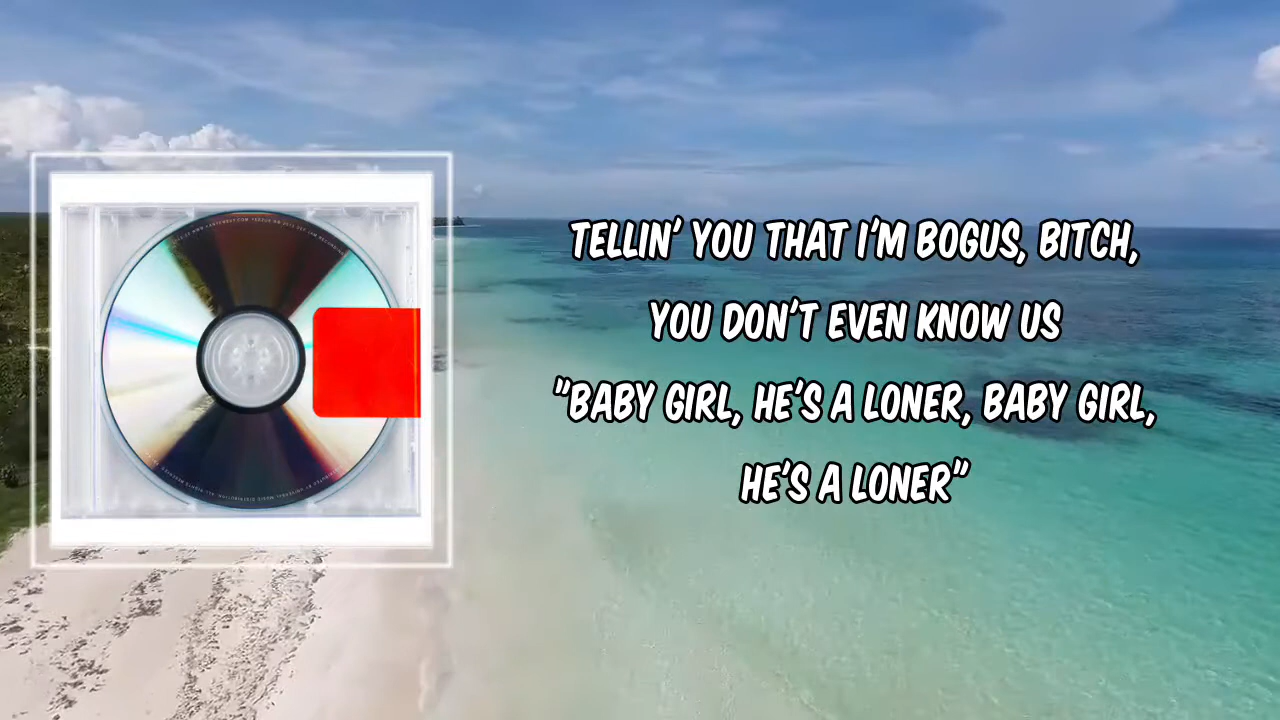 TELLIN' YOU THAT I'M BOGUS, BITCH,
YOU DON'T EVEN KNOW US
"BABY GIRL, HE'S A LONER, BABY GIRL,
HE'S A LONER"